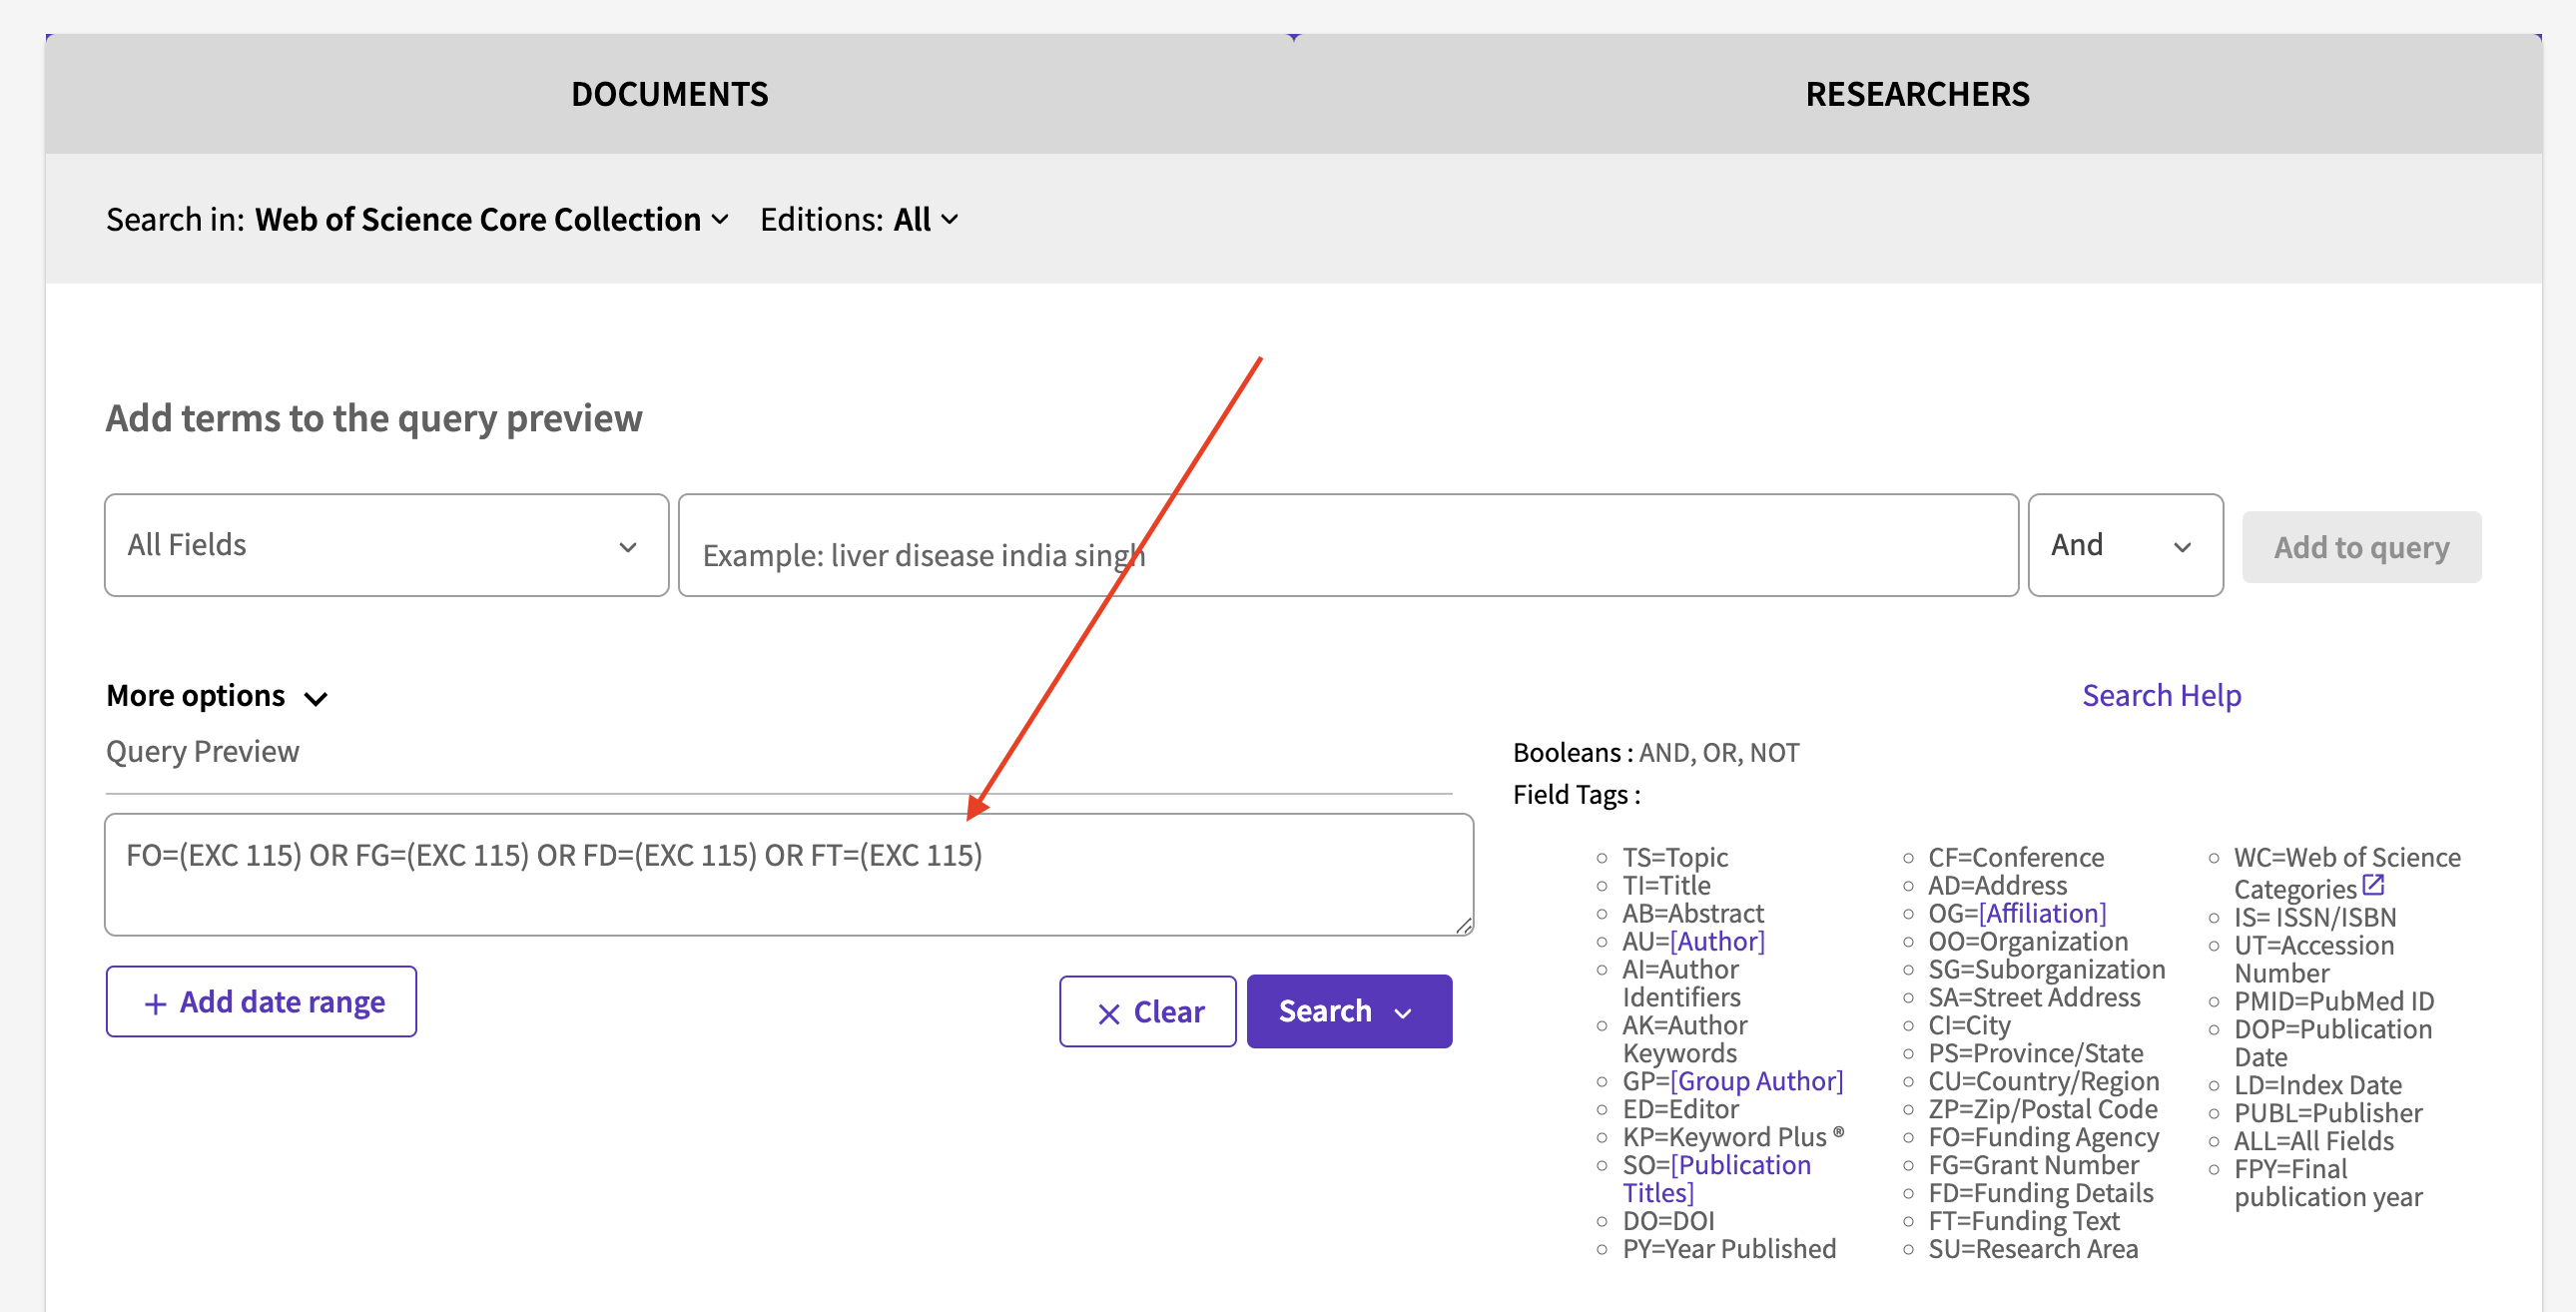 DOCUMENTS
RESEARCHERS
Search in: Web of Science Core Collection Editions: All
Add terms to the query preview
All Fields
Example: liver disease india singh
And
Add to query
More options
Search Help
Query Preview
FO=(EXC 115) OR FG=(EXC 115) OR FD=(EXC 115) OR FT=(EXC 115)
+ Add date range
× Clear
Search
Booleans : AND, OR, NOT
Field Tags :
TS=Topic
TI=Title
AB=Abstract
AU=[Author]
AI=Author
Identifiers
AK=Author
Keywords
GP=[Group Author]
ED=Editor
KP=Keyword Plus ®
SO=[Publication
Titles]
DO=DOI
PY=Year Published
CF=Conference
AD=Address
OG=[Affiliation]
OO=Organization
SG=Suborganization
SA=Street Address
CI=City
PS=Province/State
CU=Country/Region
ZP=Zip/Postal Code
FO=Funding Agency
FG=Grant Number
FD=Funding Details
FT=Funding Text
SU=Research Area
WC=Web of Science
Categories
IS= ISSN/ISBN
UT=Accession
Number
PMID=PubMed ID
DOP=Publication
Date
LD=Index Date
PUBL=Publisher
ALL=All Fields
FPY=Final
publication year